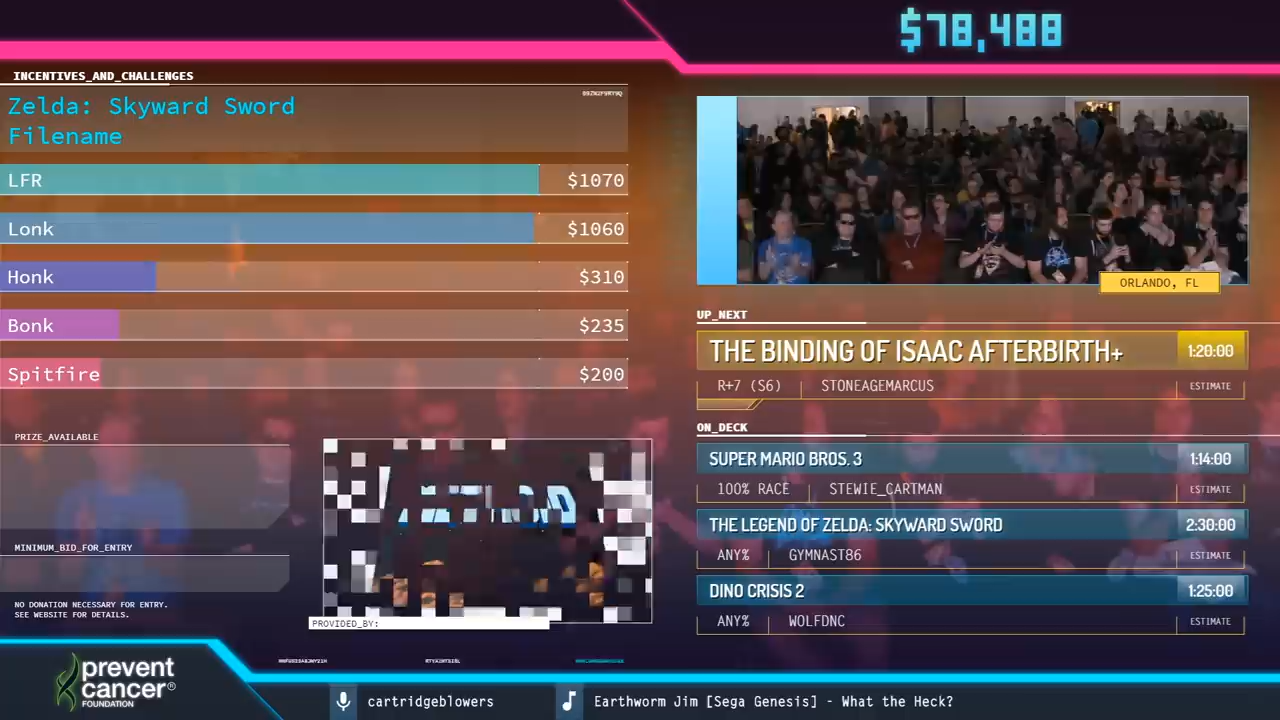 $78,488
INCENTIVES_AND_CHALLENGES
Zelda: Skyward Sword
Filename
LFR $1070
Lonk $1060
Honk $310
Bonk $235
Spitfire $200
PRIZE_AVAILABLE
MINIMUM_BID_FOR_ENTRY
NO DONATION NECESSARY FOR ENTRY.
SEE WEBSITE FOR DETAILS.
PROVIDED_BY:
ORLANDO, FL
UP_NEXT
THE BINDING OF ISAAC AFTERBIRTH+ 1:20:00
R+7 (S6) STONEAGEMARCUS ESTIMATE
ON_DECK
SUPER MARIO BROS. 3 1:14:00
100% RACE STEWIE_CARTMAN ESTIMATE
THE LEGEND OF ZELDA: SKYWARD SWORD 2:30:00
ANY% GYMNAST86 ESTIMATE
DINO CRISIS 2 1:25:00
ANY% WOLFDNC ESTIMATE
prevent
cancer®
FOUNDATION
cartridgeblowers
Earthworm Jim [Sega Genesis] - What the Heck?